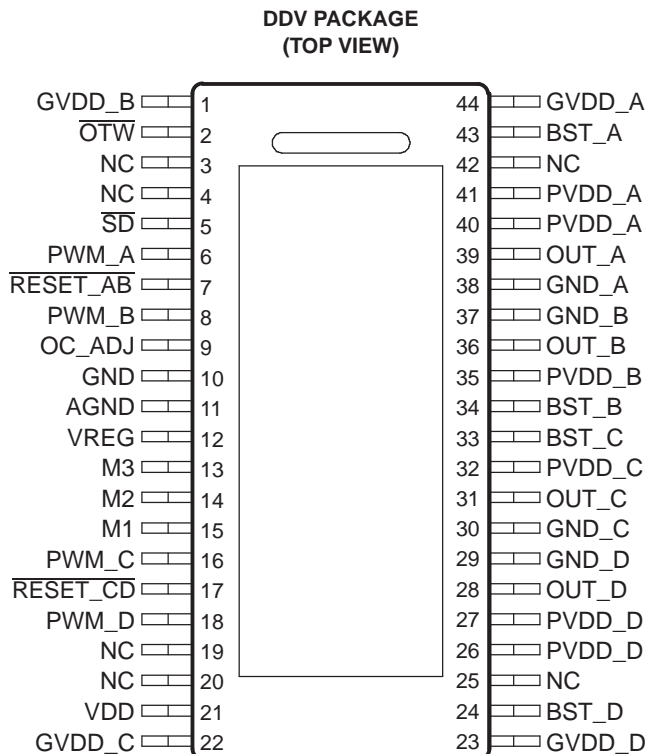 DDV PACKAGE
(TOP VIEW)
GVDD_B 1 44 GVDD_A
OTW 2 43 BST_A
NC 3 42 NC
NC 4 41 PVDD_A
SD 5 40 PVDD_A
PWM_A 6 39 OUT_A
RESET_AB 7 38 GND_A
PWM_B 8 37 GND_B
OC_ADJ 9 36 OUT_B
GND 10 35 PVDD_B
AGND 11 34 BST_B
VREG 12 33 BST_C
M3 13 32 PVDD_C
M2 14 31 OUT_C
M1 15 30 GND_C
PWM_C 16 29 GND_D
RESET_CD 17 28 OUT_D
PWM_D 18 27 PVDD_D
NC 19 26 PVDD_D
NC 20 25 NC
VDD 21 24 BST_D
GVDD_C 22 23 GVDD_D